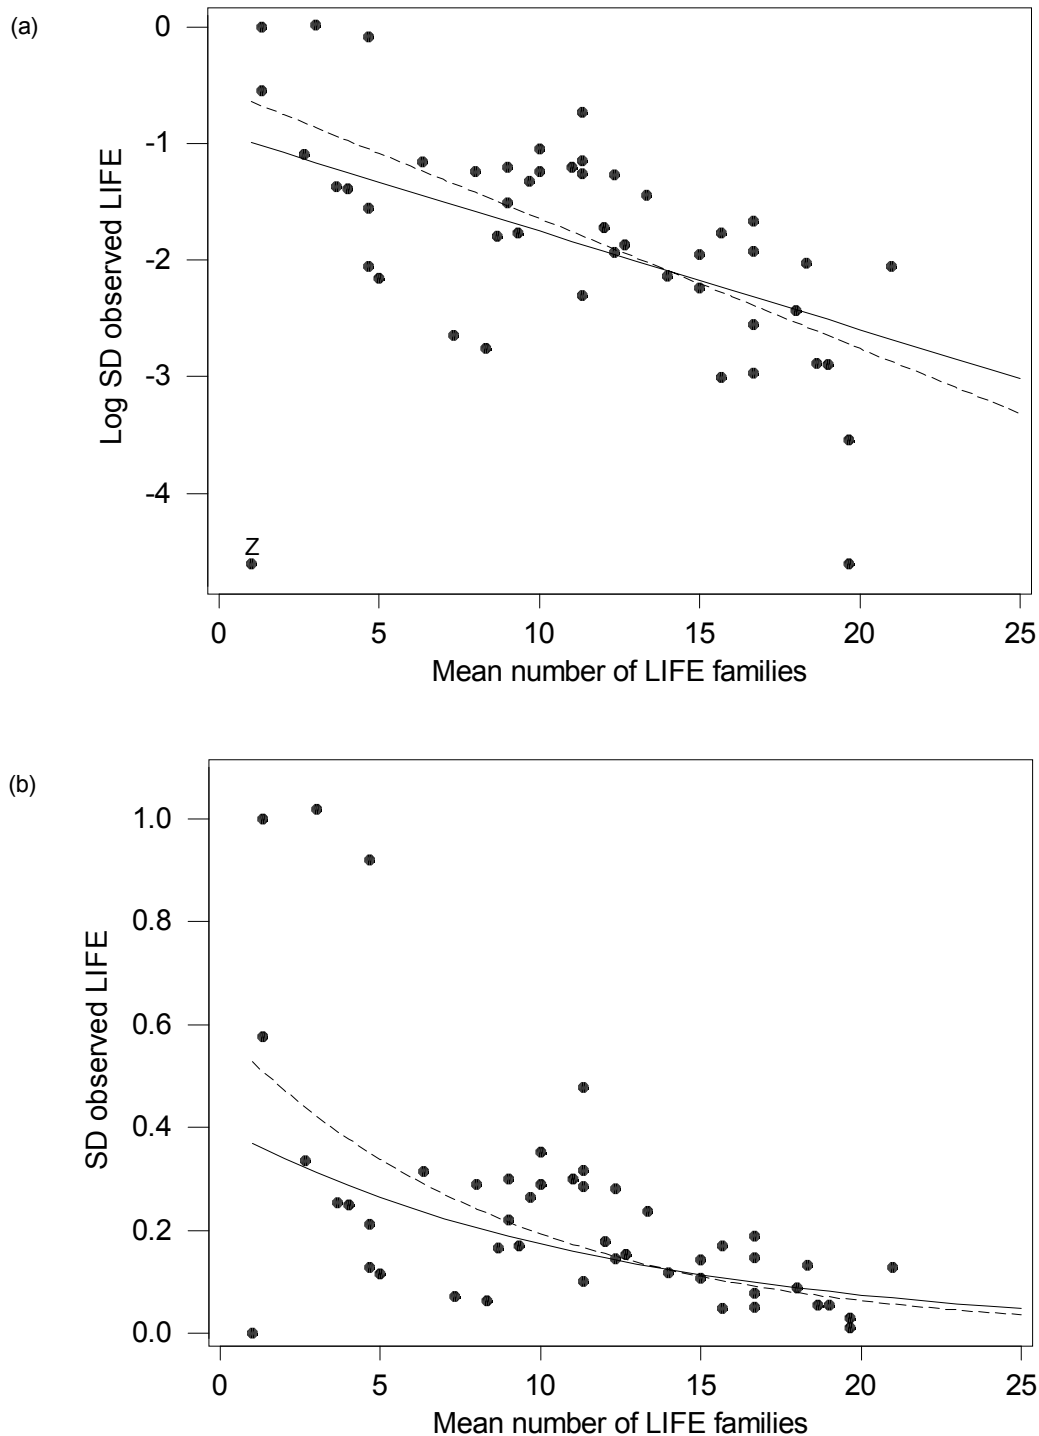 (a)
0
-1
-2
-3
-4
Log SD observed LIFE
Z
0 5 10 15 20 25
Mean number of LIFE families
(b)
1.0
0.8
0.6
0.4
0.2
0.0
SD observed LIFE
0 5 10 15 20 25
Mean number of LIFE families